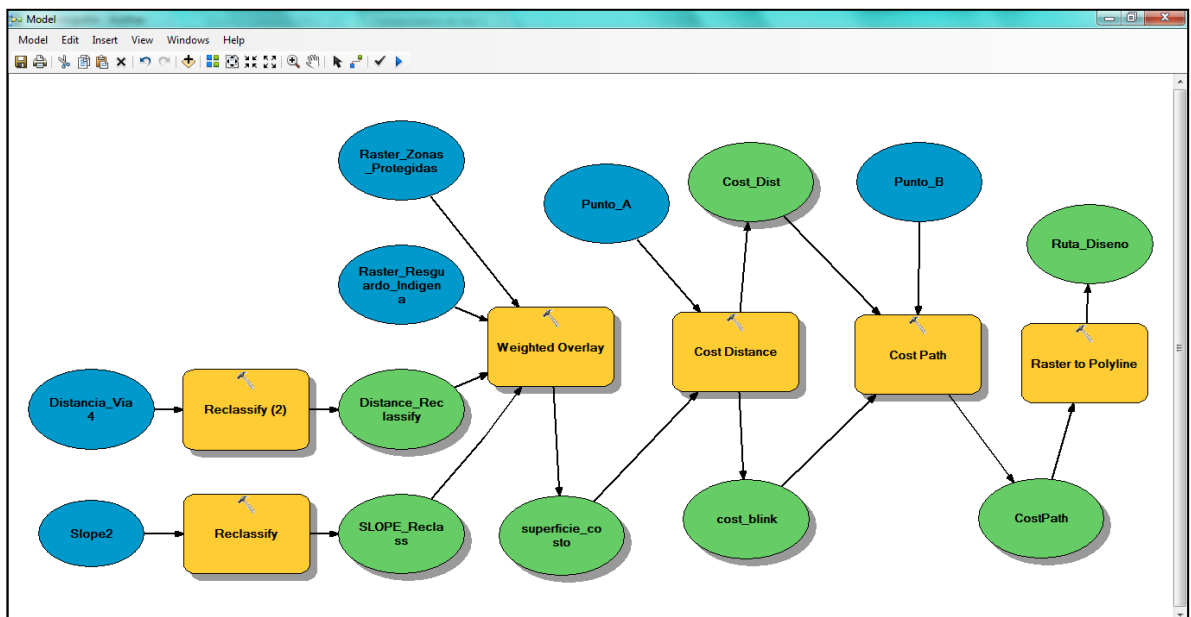 Model
Model Edit Insert View Windows Help
Raster_Zonas
_Protegidas
Punto_A
Cost_Dist
Punto_B
Ruta_Diseno
Raster_Resgu
ardo_Indigen
a
Weighted Overlay
Cost Distance
Cost Path
Raster to Polyline
Distancia_Via
4
Reclassify (2)
Distance_Rec
lassify
Slope2
Reclassify
SLOPE_Recla
ss
superficie_co
sto
cost_blink
CostPath